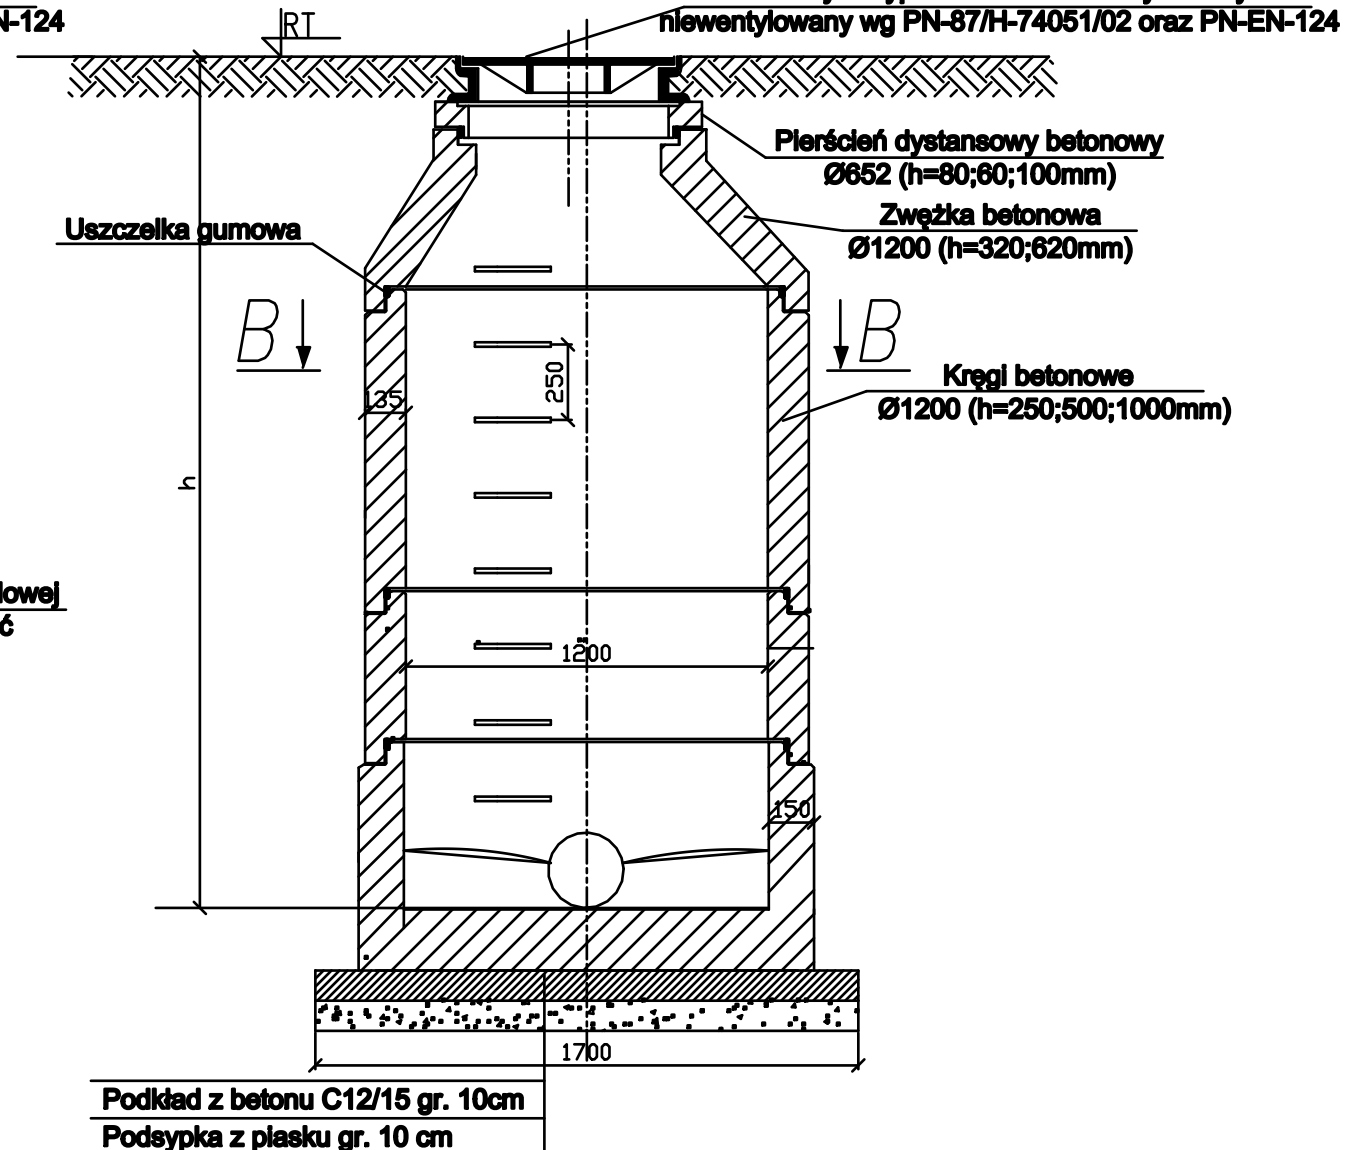 niewentylowany wg PN-87/H-74051/02 oraz PN-EN-124
N-124
RT
Pierścień dystansowy betonowy
Ø652 (h=80;60;100mm)
Zwężka betonowa
Ø1200 (h=320;620mm)
Uszczelka gumowa
B
B
Kręgi betonowe
Ø1200 (h=250;500;1000mm)
250
135
h
1200
150
1700
Podkład z betonu C12/15 gr. 10cm
Podsypka z piasku gr. 10 cm